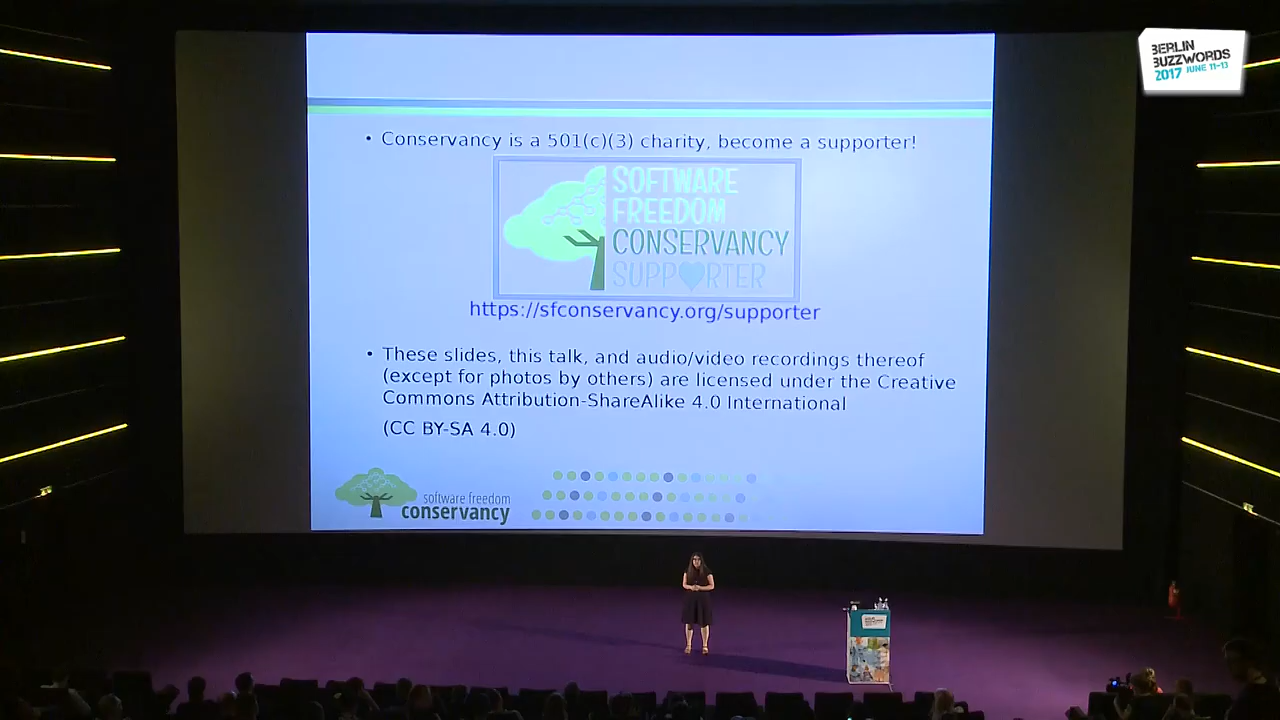 BERLIN
BUZZWORDS
2017 JUNE 11-13
• Conservancy is a 501(c)(3) charity, become a supporter!
SOFTWARE
FREEDOM
CONSERVANCY
SUPPORTER
https://sfconservancy.org/supporter
• These slides, this talk, and audio/video recordings thereof
(except for photos by others) are licensed under the Creative
Commons Attribution-ShareAlike 4.0 International
(CC BY-SA 4.0)
software freedom
conservancy